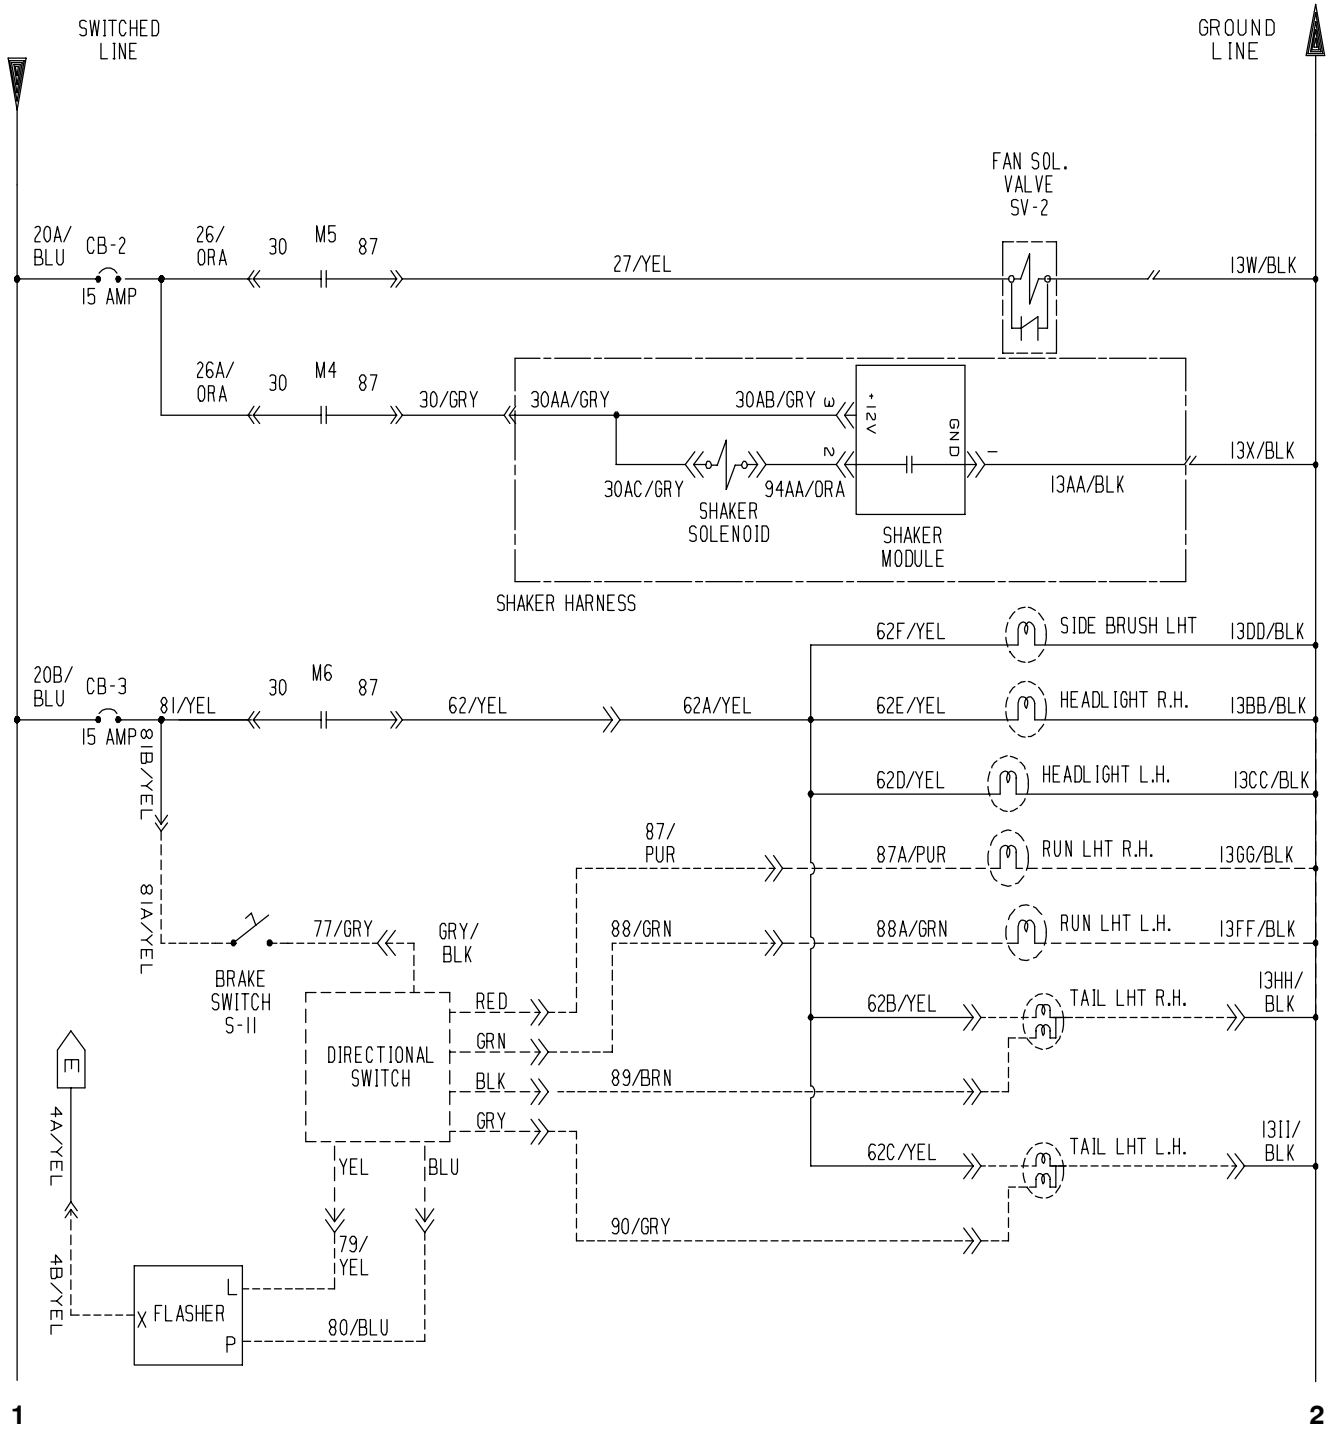 SWITCHED
LINE
GROUND
LINE
FAN SOL.
VALVE
SV-2
20A/
BLU
CB-2
15 AMP
26/
ORA
30
M5
87
27/YEL
13W/BLK
26A/
ORA
30
M4
87
30/GRY
30AA/GRY
30AB/GRY
3
+12V
GND
2
1
13X/BLK
30AC/GRY
94AA/ORA
13AA/BLK
SHAKER
SOLENOID
SHAKER
MODULE
SHAKER HARNESS
62F/YEL
SIDE BRUSH LHT
13DD/BLK
20B/
BLU
CB-3
15 AMP
81/YEL
30
M6
87
62/YEL
62A/YEL
62E/YEL
HEADLIGHT R.H.
13BB/BLK
81B/YEL
62D/YEL
HEADLIGHT L.H.
13CC/BLK
87/
PUR
87A/PUR
RUN LHT R.H.
13GG/BLK
81A/YEL
77/GRY
GRY/
BLK
88/GRN
88A/GRN
RUN LHT L.H.
13FF/BLK
BRAKE
SWITCH
S-11
RED
62B/YEL
TAIL LHT R.H.
13HH/
BLK
E
DIRECTIONAL
SWITCH
GRN
BLK
89/BRN
GRY
4A/YEL
YEL
BLU
62C/YEL
TAIL LHT L.H.
13II/
BLK
90/GRY
79/
YEL
4B/YEL
L
X
FLASHER
P
80/BLU
1
2